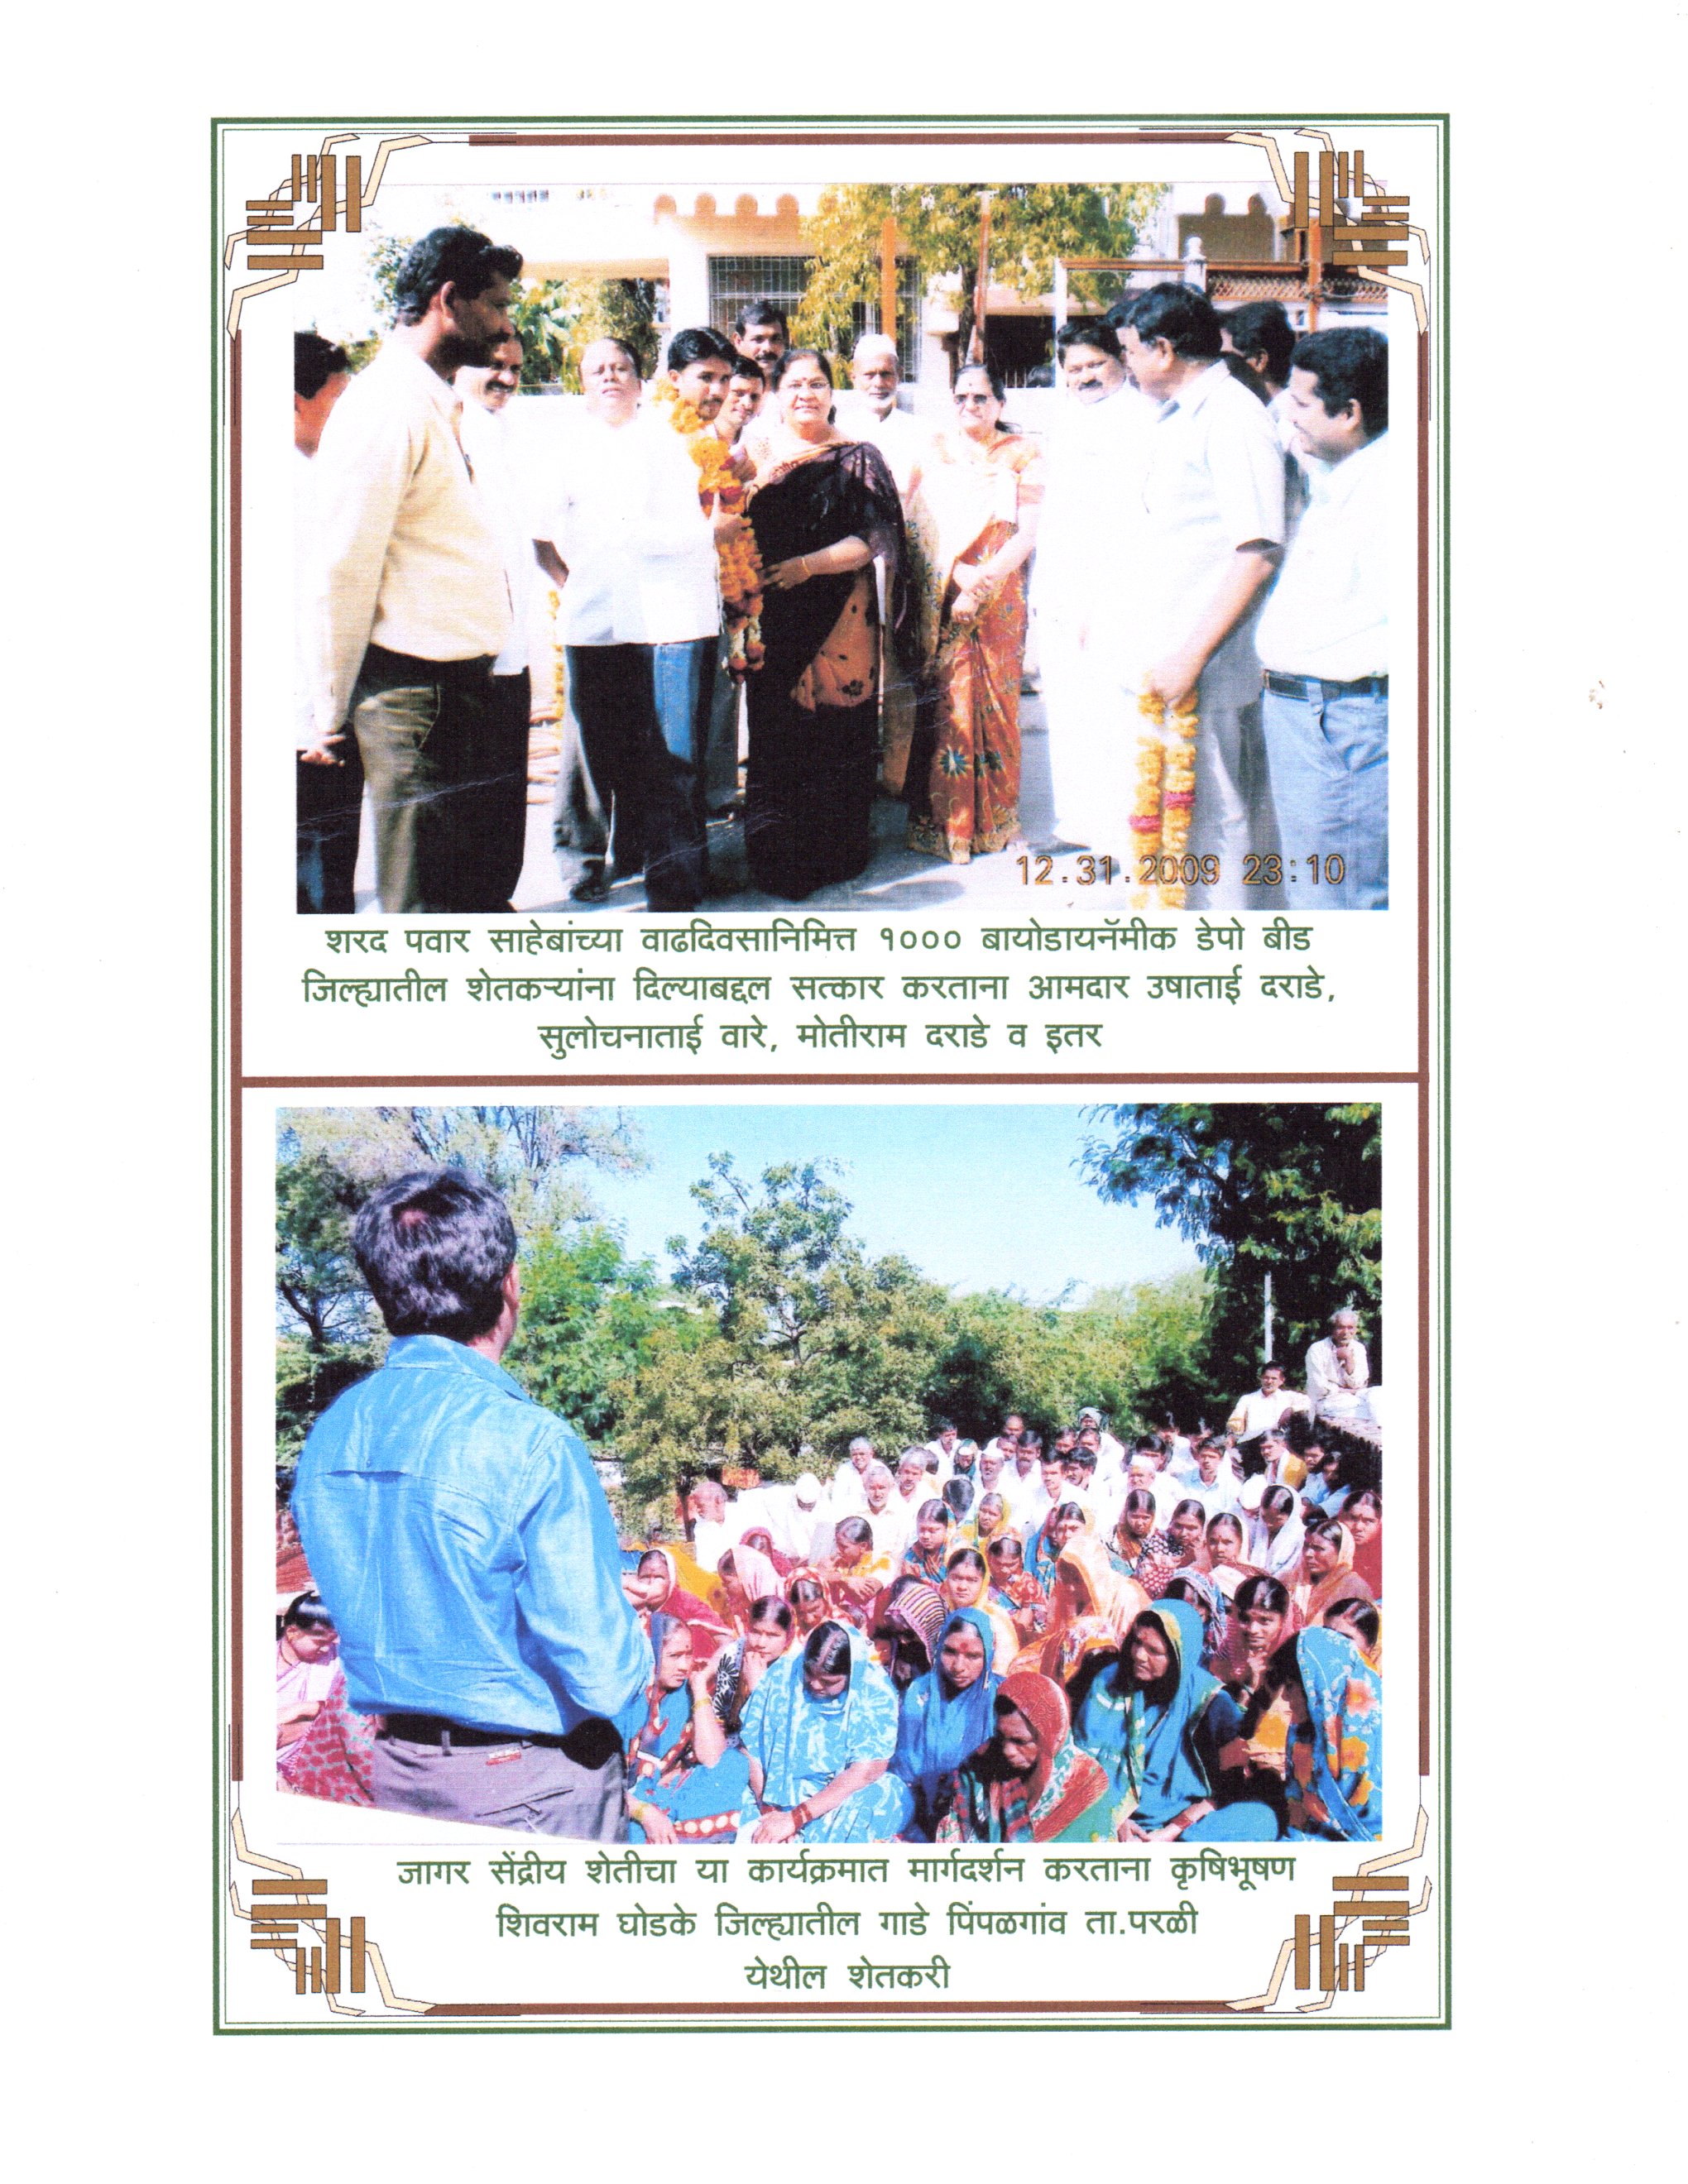 12.31.2009 23:10
शरद पवार साहेबांच्या वाढदिवसानिमित्त १००० बायोडायनॅमीक डेपो बीड
जिल्ह्यातील शेतकऱ्यांना दिल्याबद्दल सत्कार करताना आमदार उषाताई दराडे,
सुलोचनाताई वारे, मोतीराम दराडे व इतर
जागर सेंद्रीय शेतीचा या कार्यक्रमात मार्गदर्शन करताना कृषिभूषण
शिवराम घोडके जिल्ह्यातील गाडे पिंपळगांव ता.परळी
येथील शेतकरी